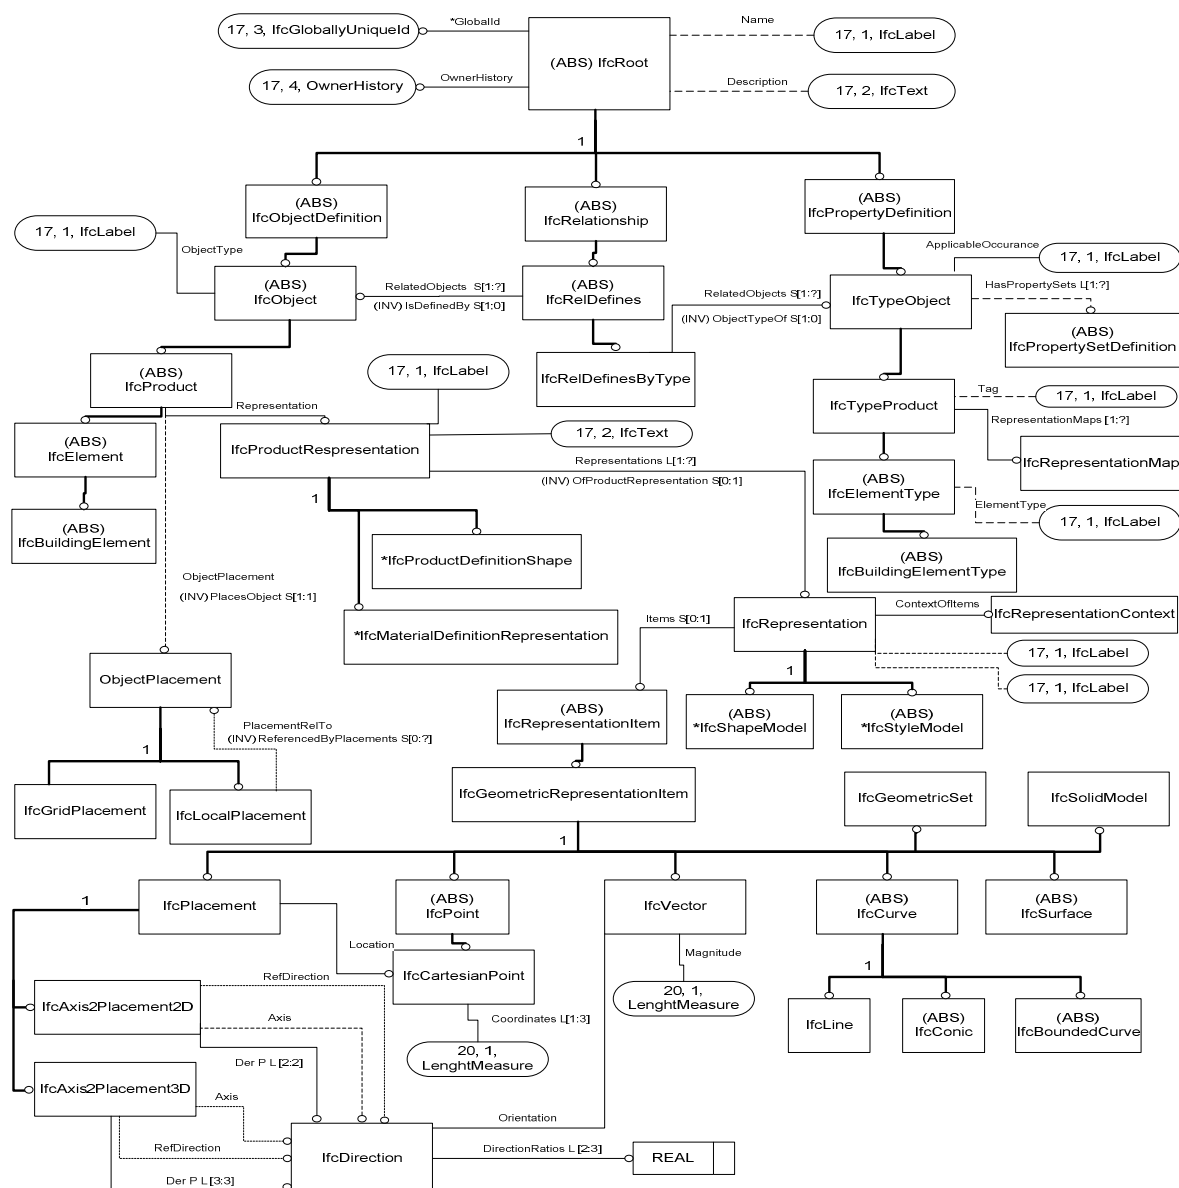 *GlobalId
Name
17, 3, IfcGloballyUniqueId
17, 1, IfcLabel
(ABS) IfcRoot
OwnerHistory
Description
17, 4, OwnerHistory
17, 2, IfcText
1
(ABS)
IfcObjectDefinition
(ABS)
IfcRelationship
(ABS)
IfcPropertyDefinition
17, 1, IfcLabel
ObjectType
ApplicableOccurance
17, 1, IfcLabel
(ABS)
IfcObject
RelatedObjects S[1:?]
(INV) IsDefinedBy S[1;0]
(ABS)
IfcRelDefines
RelatedObjects S[1:?]
(INV) ObjectTypeOf S[1;0]
IfcTypeObject
HasPropertySets L[1;?]
(ABS)
IfcPropertySetDefinition
(ABS)
IfcProduct
17, 1, IfcLabel
IfcRelDefinesByType
Representation
IfcTypeProduct
Tag
17, 1, IfcLabel
RepresentationMaps [1;?]
(ABS)
IfcElement
IfcProductRespresentation
17, 2, IfcText
IfcRepresentationMap
Representations L[1:?]
(INV) OfProductRepresentation S[0:1]
(ABS)
IfcElementType
ElementType
17, 1, IfcLabel
1
(ABS)
IfcBuildingElement
*IfcProductDefinitionShape
(ABS)
IfcBuildingElementType
ObjectPlacement
(INV) PlacesObject S[1:1]
ContextOfItems
IfcRepresentationContext
*IfcMaterialDefinitionRepresentation
Items S[0:1]
IfcRepresentation
17, 1, IfcLabel
1
ObjectPlacement
17, 1, IfcLabel
(ABS)
IfcRepresentationItem
(ABS)
*IfcShapeModel
(ABS)
*IfcStyleModel
PlacementRelTo
(INV) ReferencedByPlacements S[0:?]
1
IfcGridPlacement
IfcLocalPlacement
IfcGeometricRepresentationItem
IfcGeometricSet
IfcSolidModel
1
1
IfcPlacement
(ABS)
IfcPoint
IfcVector
(ABS)
IfcCurve
(ABS)
IfcSurface
Location
Magnitude
1
RefDirection
IfcCartesianPoint
IfcAxis2Placement2D
20, 1,
LenghtMeasure
Axis
Coordinates L[1:3]
IfcLine
(ABS)
IfcConic
(ABS)
IfcBoundedCurve
Der P L [2:2]
20, 1,
LenghtMeasure
IfcAxis2Placement3D
Axis
Orientation
RefDirection
IfcDirection
DirectionRatios L [2:3]
REAL
Der P L [3:3]